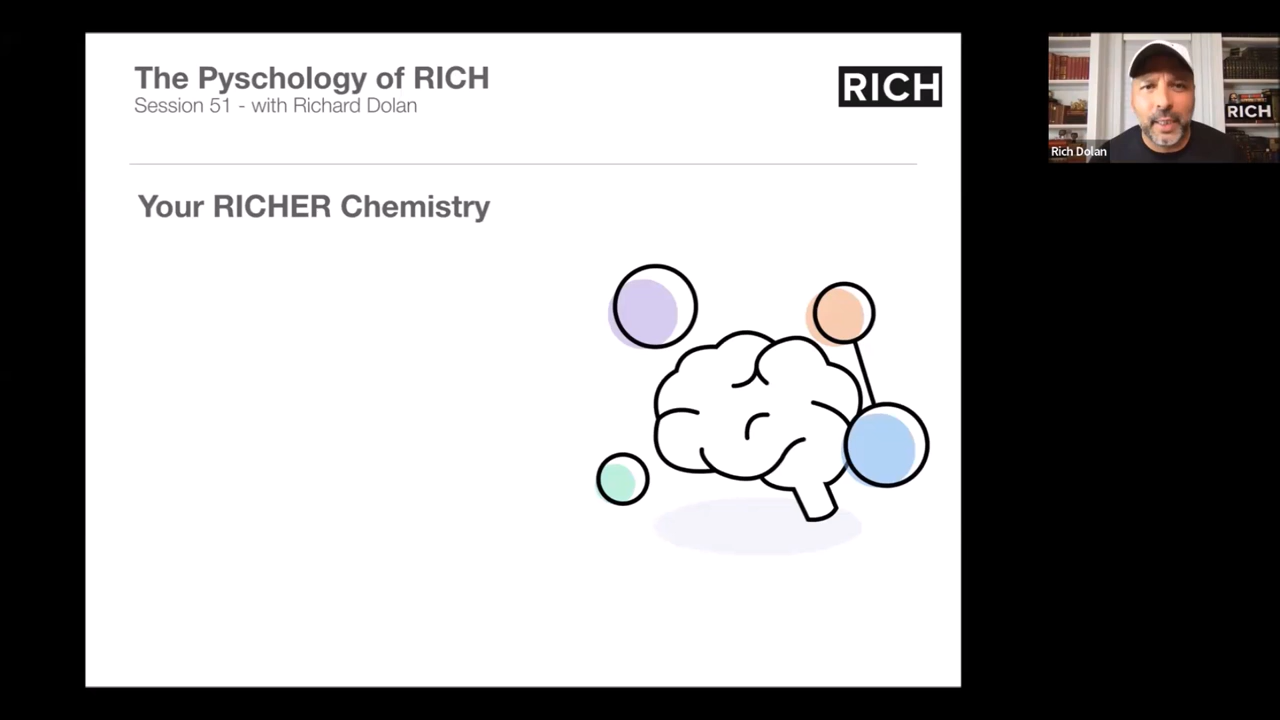 The Pyschology of RICH
Session 51 - with Richard Dolan
RICH
Your RICHER Chemistry
RICH
Rich Dolan